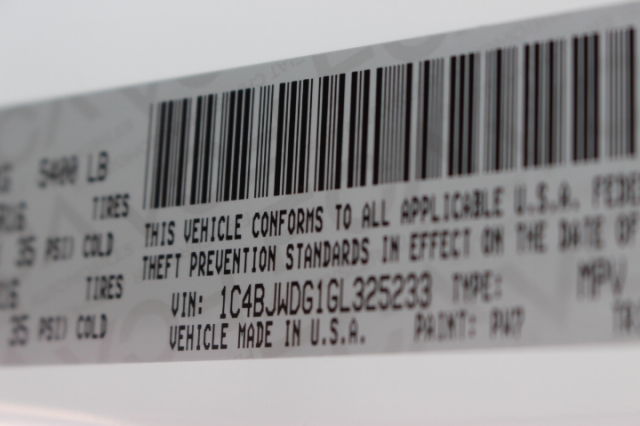 5400 LB
TIRES
35 PSI) COLD
TIRES
35 PSI) COLD
THIS VEHICLE CONFORMS TO ALL APPLICABLE U.S.A.
THEFT PREVENTION STANDARDS IN EFFECT ON THE DATE OF
VIN: 1C4BJWDG1GL325233 TYPE: MPV
VEHICLE MADE IN U.S.A. PAINT: PW7